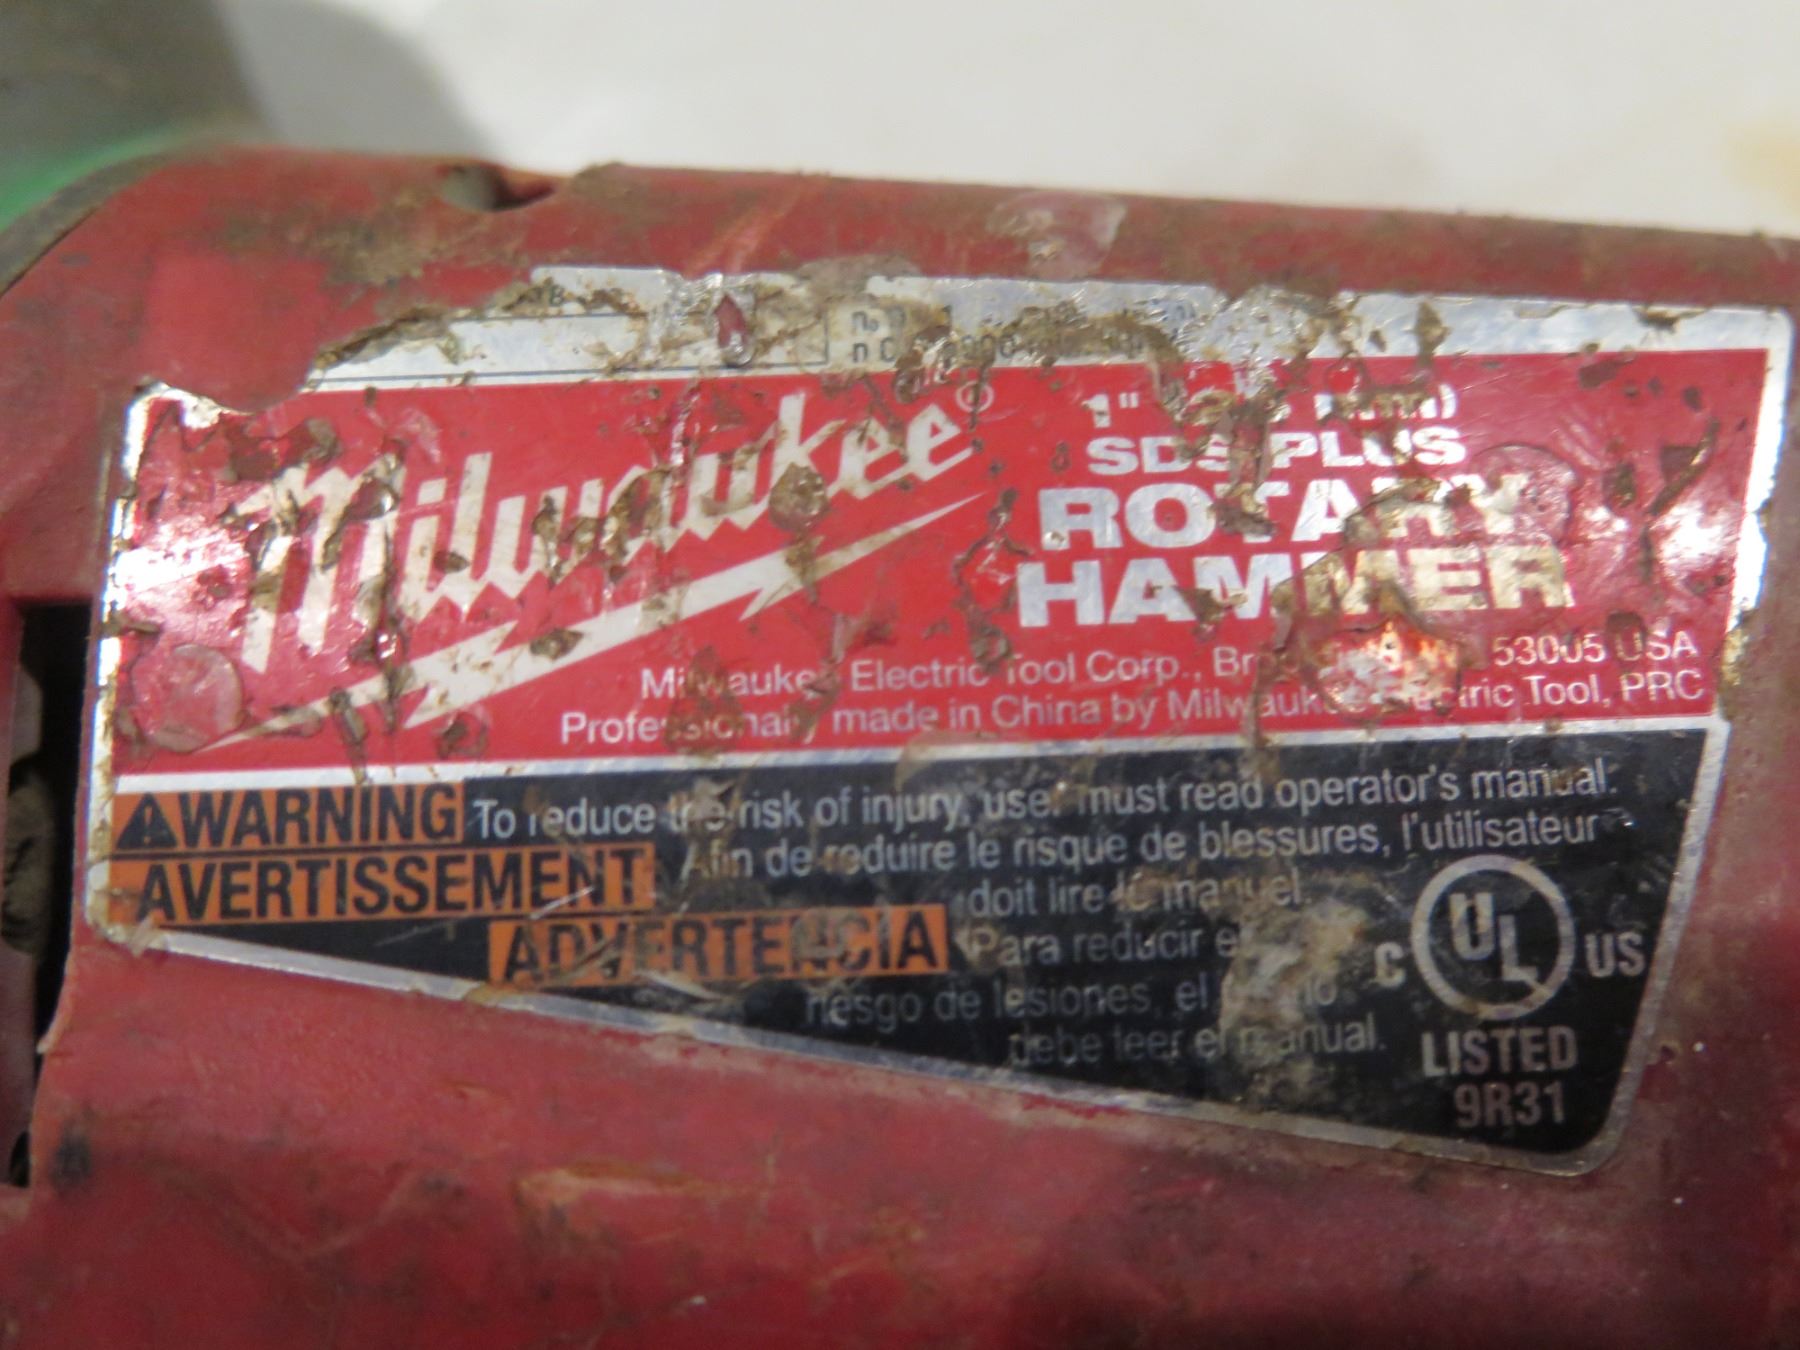 Milwaukee®
1"
SDS PLUS
ROTARY
HAMMER
Milwaukee Electric Tool Corp., 53005 USA
Professionally made in China by Milwaukee Electric Tool, PRC
WARNING To reduce the risk of injury, user must read operator's manual.
AVERTISSEMENT Afin de reduire le risque de blessures, l'utilisateur
doit lire le manuel.
ADVERTENCIA Para reducir el
riesgo de lesiones, el
debe leer el manual.
C UL US
LISTED
9R31